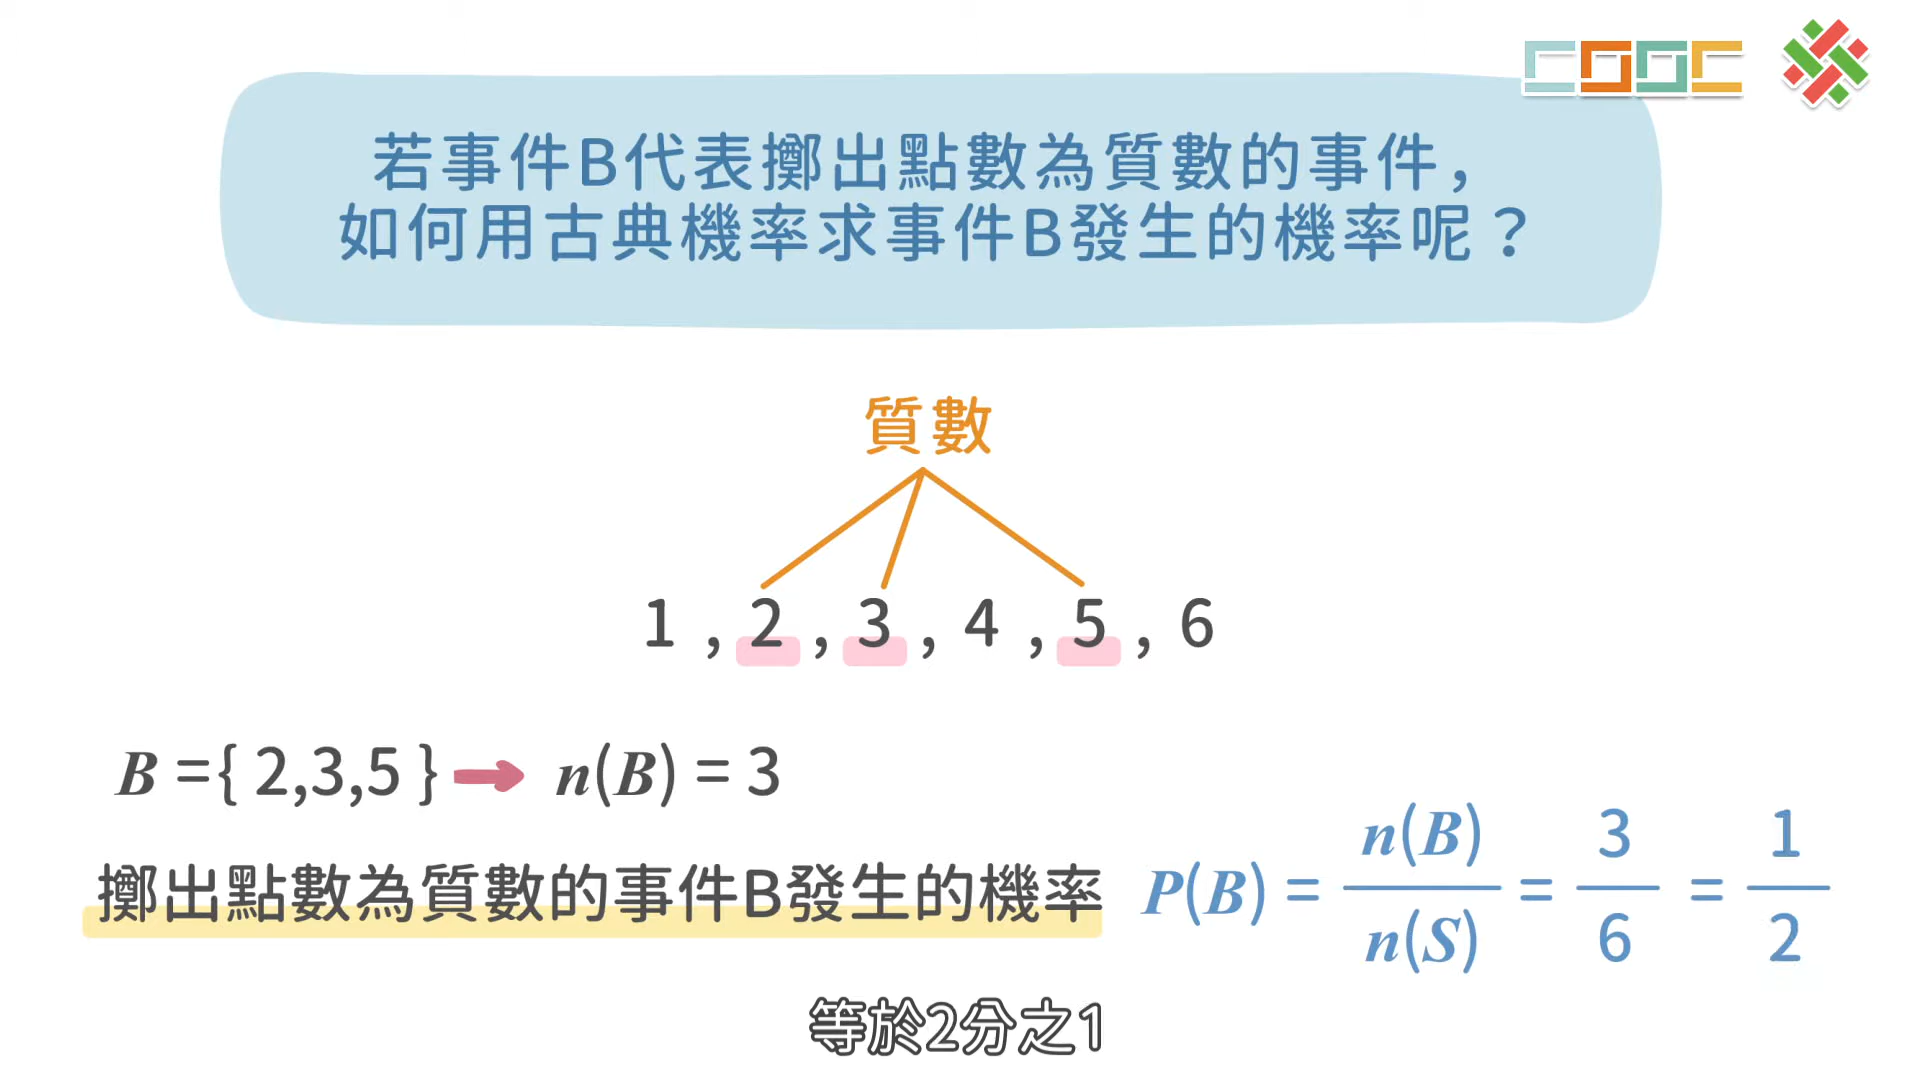 COOC
若事件B代表擲出點數為質數的事件，
如何用古典機率求事件B發生的機率呢？
質數
1 , 2 , 3 , 4 , 5 , 6
B ={ 2,3,5 } → n(B) = 3
擲出點數為質數的事件B發生的機率 P(B) = n(B)/n(S) = 3/6 = 1/2
等於2分之1